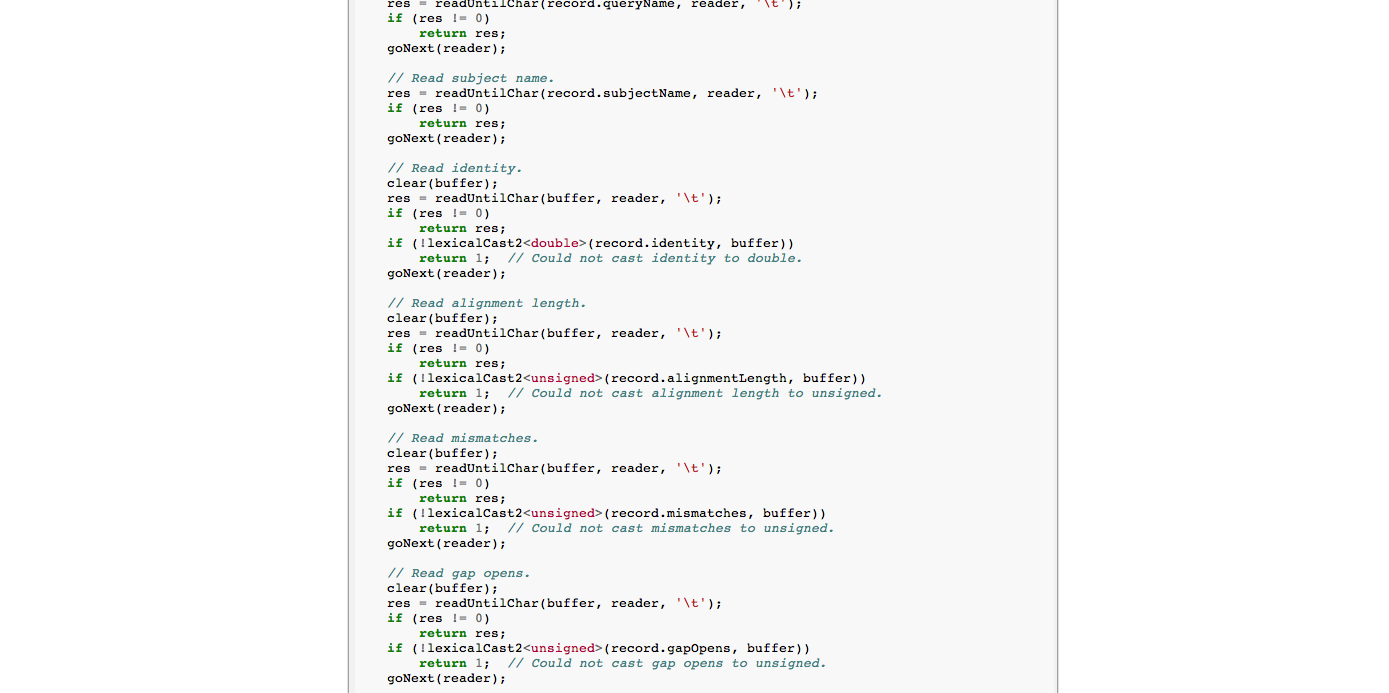 res = readUntilChar(record.queryName, reader, '\t');
if (res != 0)
    return res;
goNext(reader);

// Read subject name.
res = readUntilChar(record.subjectName, reader, '\t');
if (res != 0)
    return res;
goNext(reader);

// Read identity.
clear(buffer);
res = readUntilChar(buffer, reader, '\t');
if (res != 0)
    return res;
if (!lexicalCast2<double>(record.identity, buffer))
    return 1;  // Could not cast identity to double.
goNext(reader);

// Read alignment length.
clear(buffer);
res = readUntilChar(buffer, reader, '\t');
if (res != 0)
    return res;
if (!lexicalCast2<unsigned>(record.alignmentLength, buffer))
    return 1;  // Could not cast alignment length to unsigned.
goNext(reader);

// Read mismatches.
clear(buffer);
res = readUntilChar(buffer, reader, '\t');
if (res != 0)
    return res;
if (!lexicalCast2<unsigned>(record.mismatches, buffer))
    return 1;  // Could not cast mismatches to unsigned.
goNext(reader);

// Read gap opens.
clear(buffer);
res = readUntilChar(buffer, reader, '\t');
if (res != 0)
    return res;
if (!lexicalCast2<unsigned>(record.gapOpens, buffer))
    return 1;  // Could not cast gap opens to unsigned.
goNext(reader);